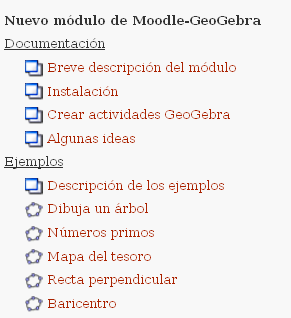 Nuevo módulo de Moodle-GeoGebra
Documentación
Breve descripción del módulo
Instalación
Crear actividades GeoGebra
Algunas ideas
Ejemplos
Descripción de los ejemplos
Dibuja un árbol
Números primos
Mapa del tesoro
Recta perpendicular
Baricentro